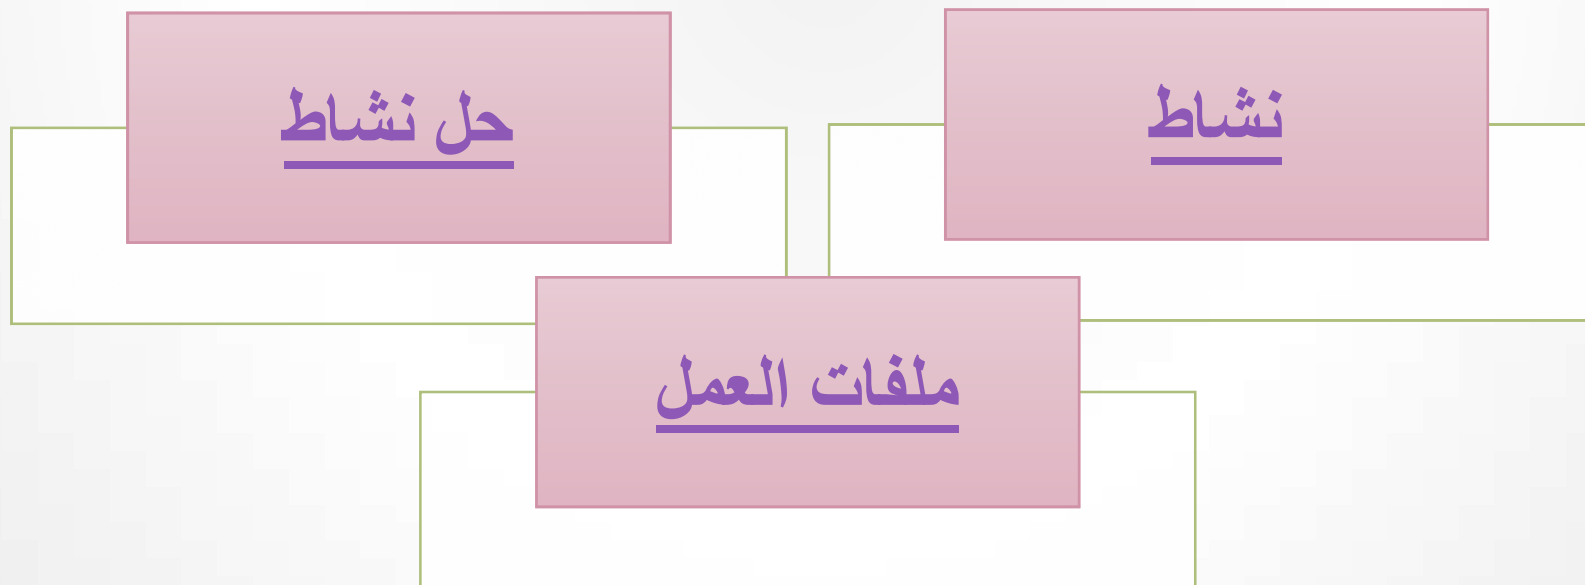 نشاط
حل نشاط
ملفات العمل